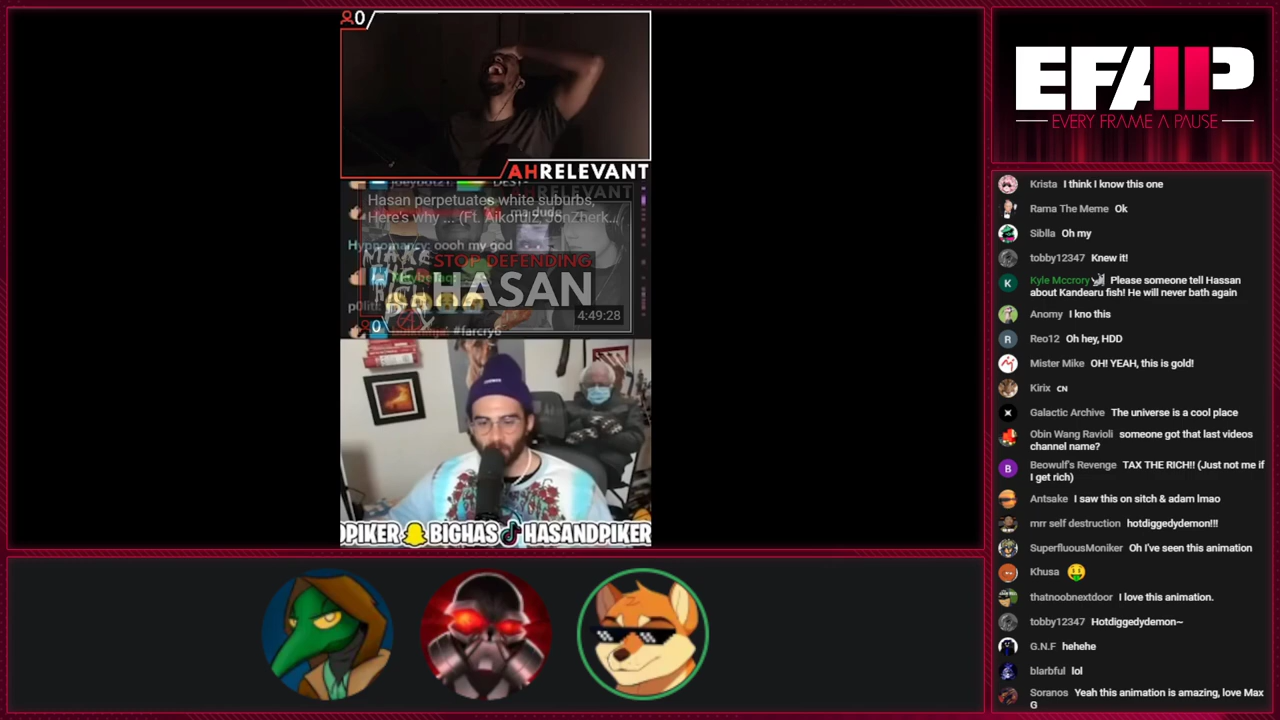 0
AHRELEVANT
Hasan perpetuates white suburbs,
Here's why ... (Ft. Aikorulz, JonZherk...
Hypnomancy: oooh my god
STOP DEFENDING
HASAN
4:49:28
0
#farcry6
DPIKER BIGHAS HASANDPIKER
EFAP
EVERY FRAME A PAUSE
Krista I think I know this one
Rama The Meme Ok
Siblla Oh my
tobby12347 Knew it!
Kyle Mccrory Please someone tell Hassan
about Kandearu fish! He will never bath again
Anomy I kno this
Reo12 Oh hey, HDD
Mister Mike OH! YEAH, this is gold!
Kirix CN
Galactic Archive The universe is a cool place
Obin Wang Ravioli someone got that last videos
channel name?
Beowulf's Revenge TAX THE RICH!! (Just not me if
I get rich)
Antsake I saw this on sitch & adam lmao
mrr self destruction hotdiggedydemon!!!
SuperfluousMoniker Oh I've seen this animation
Khusa
thatnoobnextdoor I love this animation.
tobby12347 Hotdiggedydemon~
G.N.F hehehe
blarbful lol
Soranos Yeah this animation is amazing, love Max
G